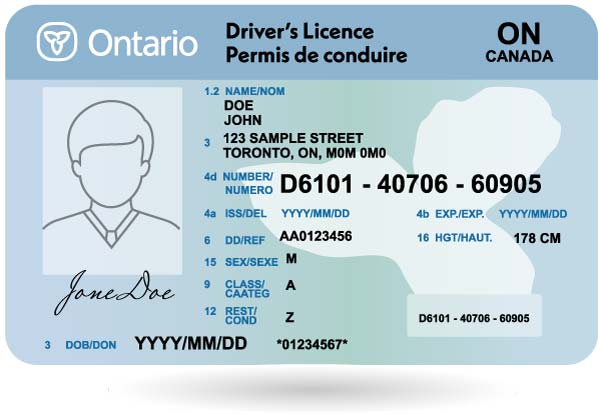 Ontario
Driver's Licence
Permis de conduire
ON
CANADA
1.2 NAME/NOM
DOE
JOHN
3 123 SAMPLE STREET
TORONTO, ON, M0M 0M0
4d NUMBER/
NUMERO D6101 - 40706 - 60905
4a ISS/DEL YYYY/MM/DD 4b EXP./EXP. YYYY/MM/DD
6 DD/REF AA0123456 16 HGT/HAUT. 178 CM
15 SEX/SEXE M
9 CLASS/
CAATEG A
12 REST/
COND Z
D6101 - 40706 - 60905
Jone Doe
3 DOB/DON YYYY/MM/DD *01234567*